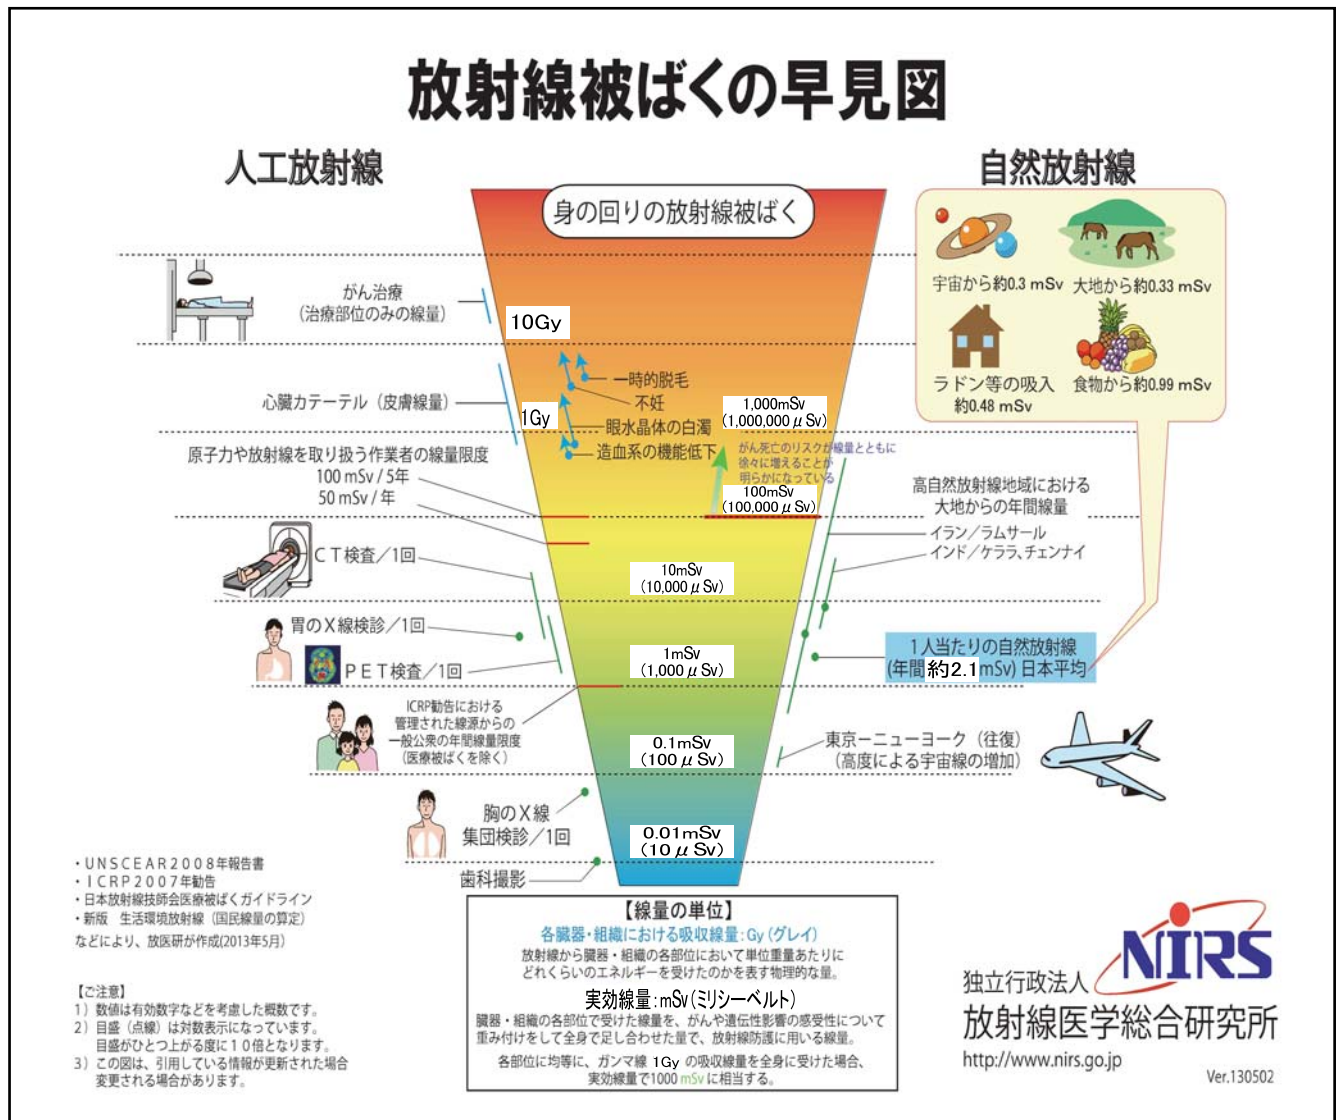 放射線被ばくの早見図
人工放射線
自然放射線
身の回りの放射線被ばく
宇宙から約0.3 mSv
大地から約0.33 mSv
ラドン等の吸入
約0.48 mSv
食物から約0.99 mSv
がん治療
(治療部位のみの線量)
10Gy
心臓カテーテル（皮膚線量）
1Gy
一時的脱毛
不妊
眼水晶体の白濁
造血系の機能低下
1,000mSv
(1,000,000μSv)
がん死亡のリスクが線量とともに
徐々に増えることが
明らかになっている
100mSv
(100,000μSv)
原子力や放射線を取り扱う作業者の線量限度
100 mSv / 5年
50 mSv / 年
高自然放射線地域における
大地からの年間線量
イラン／ラムサール
インド／ケララ、チェンナイ
ＣＴ検査／1回
10mSv
(10,000μSv)
胃のＸ線検診／1回
ＰＥＴ検査／1回
1mSv
(1,000μSv)
１人当たりの自然放射線
(年間約2.1mSv) 日本平均
ICRP勧告における
管理された線源からの
一般公衆の年間線量限度
（医療被ばくを除く）
0.1mSv
(100μSv)
東京ーニューヨーク（往復）
（高度による宇宙線の増加）
胸のＸ線
集団検診／1回
0.01mSv
(10μSv)
歯科撮影
・ＵＮＳＣＥＡＲ２００８年報告書
・ＩＣＲＰ２００７年勧告
・日本放射線技師会医療被ばくガイドライン
・新版　生活環境放射線（国民線量の算定）
などにより、放医研が作成(2013年5月)
【ご注意】
1）数値は有効数字などを考慮した概数です。
2）目盛（点線）は対数表示になっています。
目盛がひとつ上がる度に１０倍となります。
3）この図は、引用している情報が更新された場合
変更される場合があります。
【線量の単位】
各臓器・組織における吸収線量：Gy（グレイ）
放射線から臓器・組織の各部位において単位重量あたりに
どれくらいのエネルギーを受けたのかを表す物理的な量。
実効線量：mSv（ミリシーベルト）
臓器・組織の各部位で受けた線量を、がんや遺伝性影響の感受性について
重み付けをして全身で足し合わせた量で、放射線防護に用いる線量。
各部位に均等に、ガンマ線 1Gy の吸収線量を全身に受けた場合、
実効線量で1000 mSvに相当する。
NIRS
独立行政法人
放射線医学総合研究所
http://www.nirs.go.jp
Ver.130502